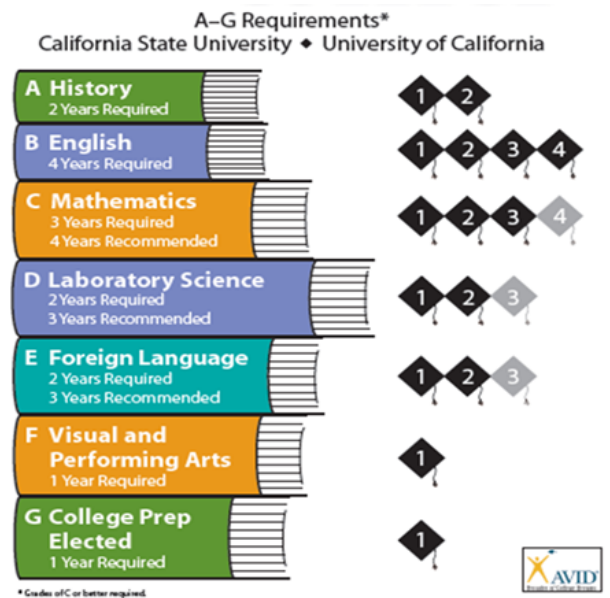 A–G Requirements*
California State University ◆ University of California
A History
2 Years Required
1 2
B English
4 Years Required
1 2 3 4
C Mathematics
3 Years Required
4 Years Recommended
1 2 3 4
D Laboratory Science
2 Years Required
3 Years Recommended
1 2 3
E Foreign Language
2 Years Required
3 Years Recommended
1 2 3
F Visual and
Performing Arts
1 Year Required
1
G College Prep
Elected
1 Year Required
1
AVID
* Grades of C or better required.